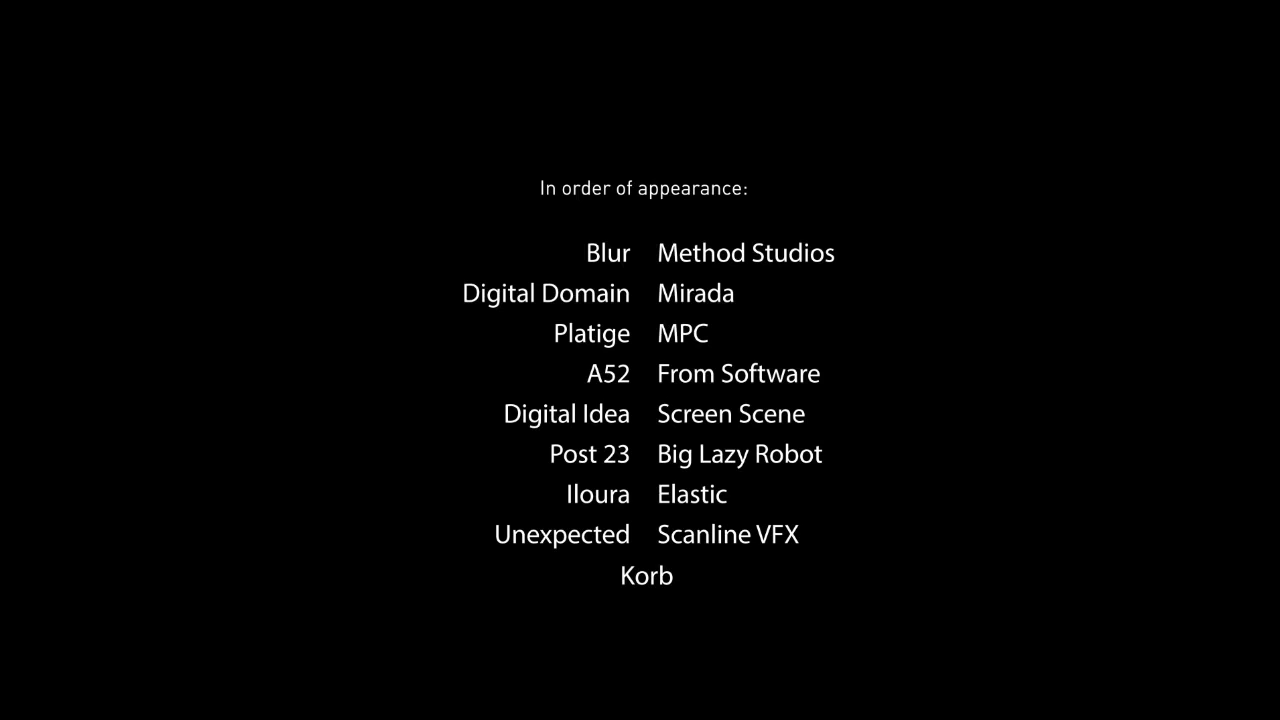 In order of appearance:
Blur Method Studios
Digital Domain Mirada
Platige MPC
A52 From Software
Digital Idea Screen Scene
Post 23 Big Lazy Robot
Iloura Elastic
Unexpected Scanline VFX
Korb